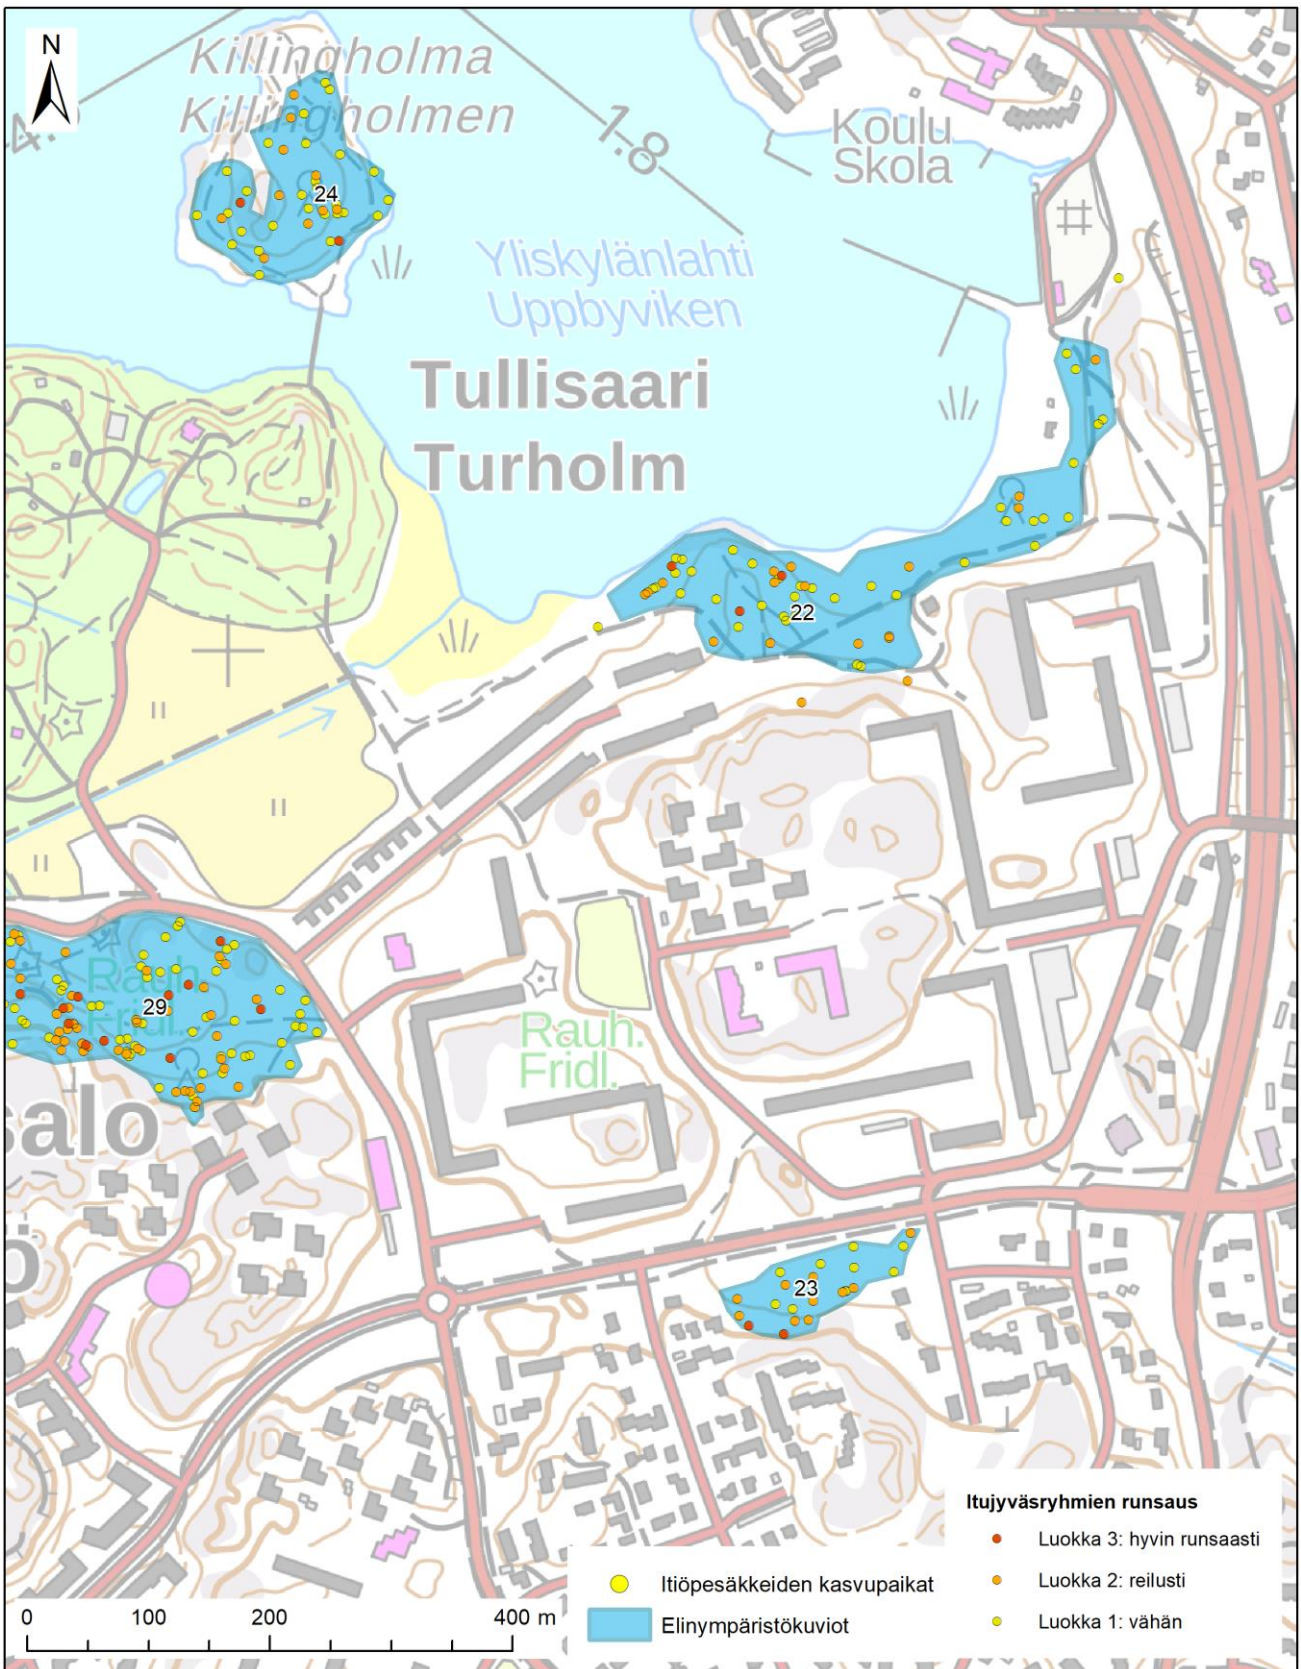 N
Killingholma
Killingholmen
4.
1.8
Koulu
Skola
24
Yliskylänlahti
Uppbyviken
Tullisaari
Turholm
22
Rauh.
Fridl.
29
Rauh.
Fridl.
salo
ö
23
Itujyväsryhmien runsaus
Luokka 3: hyvin runsaasti
Luokka 2: reilusti
Luokka 1: vähän
Itiöpesäkkeiden kasvupaikat
Elinympäristökuviot
0 100 200 400 m